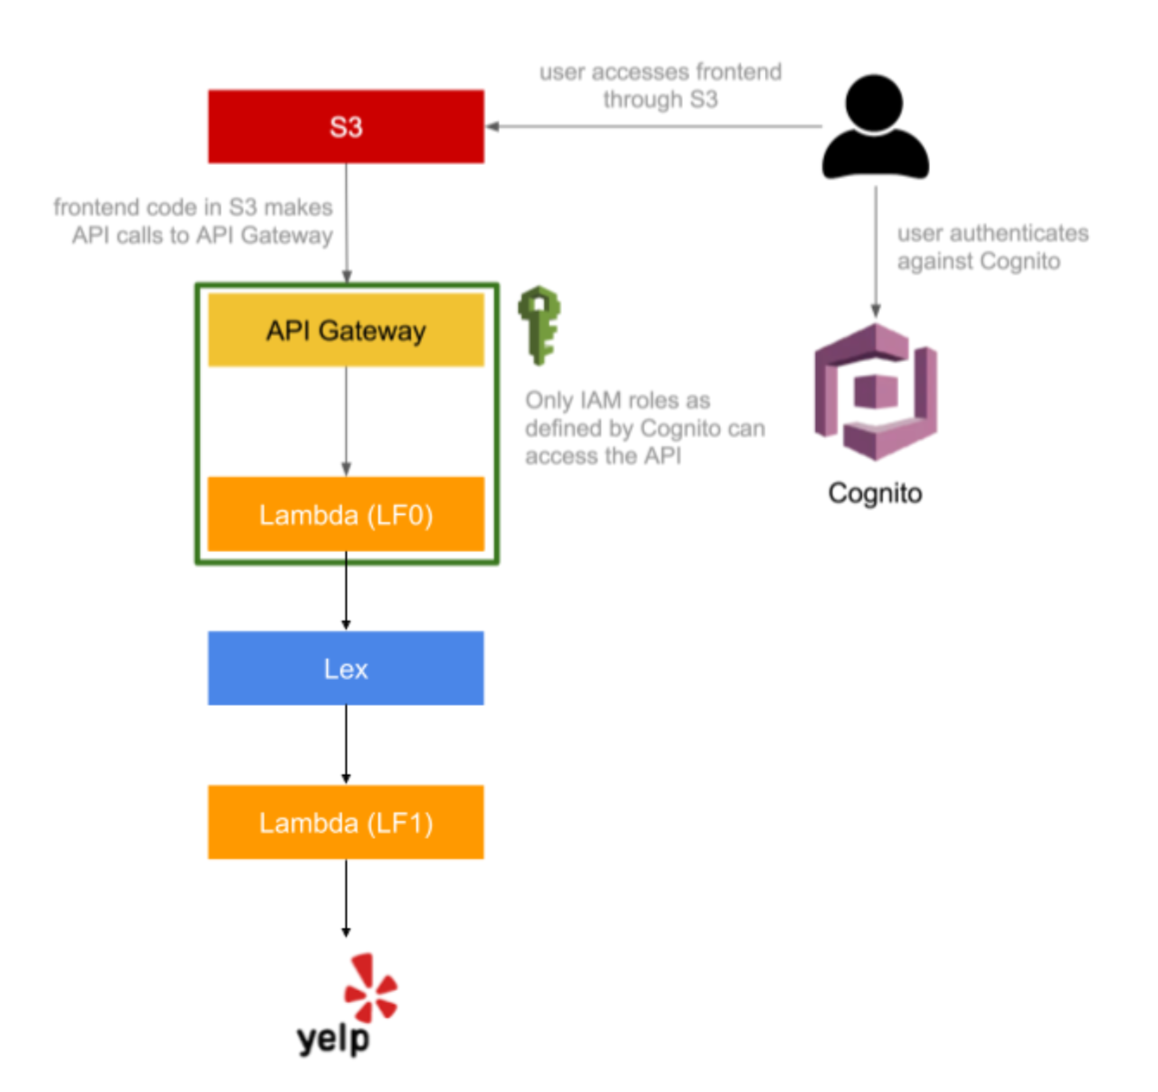 user accesses frontend
through S3
S3
frontend code in S3 makes
API calls to API Gateway
user authenticates
against Cognito
API Gateway
Only IAM roles as
defined by Cognito can
access the API
Cognito
Lambda (LF0)
Lex
Lambda (LF1)
yelp